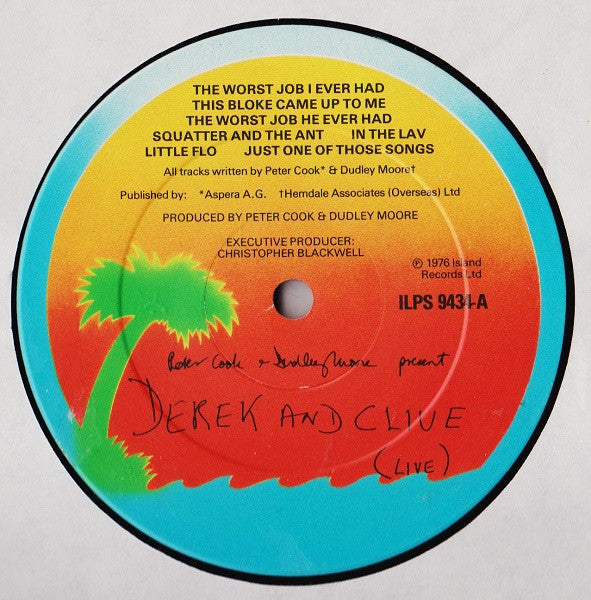 THE WORST JOB I EVER HAD
THIS BLOKE CAME UP TO ME
THE WORST JOB HE EVER HAD
SQUATTER AND THE ANT IN THE LAV
LITTLE FLO JUST ONE OF THOSE SONGS
All tracks written by Peter Cook* & Dudley Moore†
Published by: *Aspera A.G. †Hemdale Associates (Overseas) Ltd
PRODUCED BY PETER COOK & DUDLEY MOORE
EXECUTIVE PRODUCER:
CHRISTOPHER BLACKWELL
℗ 1976 Island
Records Ltd
ILPS 9434-A
Peter Cook + Dudley Moore present
DEREK AND CLIVE
(LIVE)